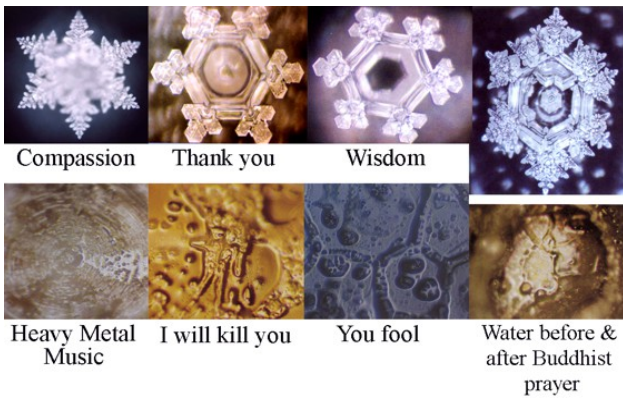 Compassion
Thank you
Wisdom
Heavy Metal
Music
I will kill you
You fool
Water before &
after Buddhist
prayer